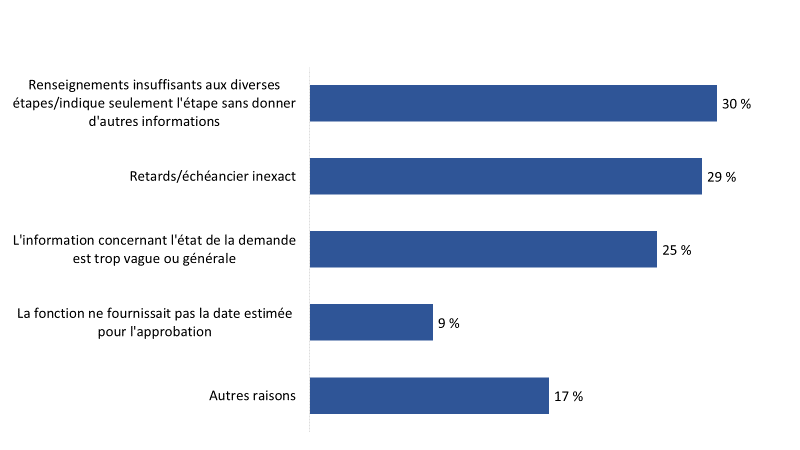 Renseignements insuffisants aux diverses
étapes/indique seulement l'étape sans donner
d'autres informations
30 %
Retards/échéancier inexact
29 %
L'information concernant l'état de la demande
est trop vague ou générale
25 %
La fonction ne fournissait pas la date estimée
pour l'approbation
9 %
Autres raisons
17 %